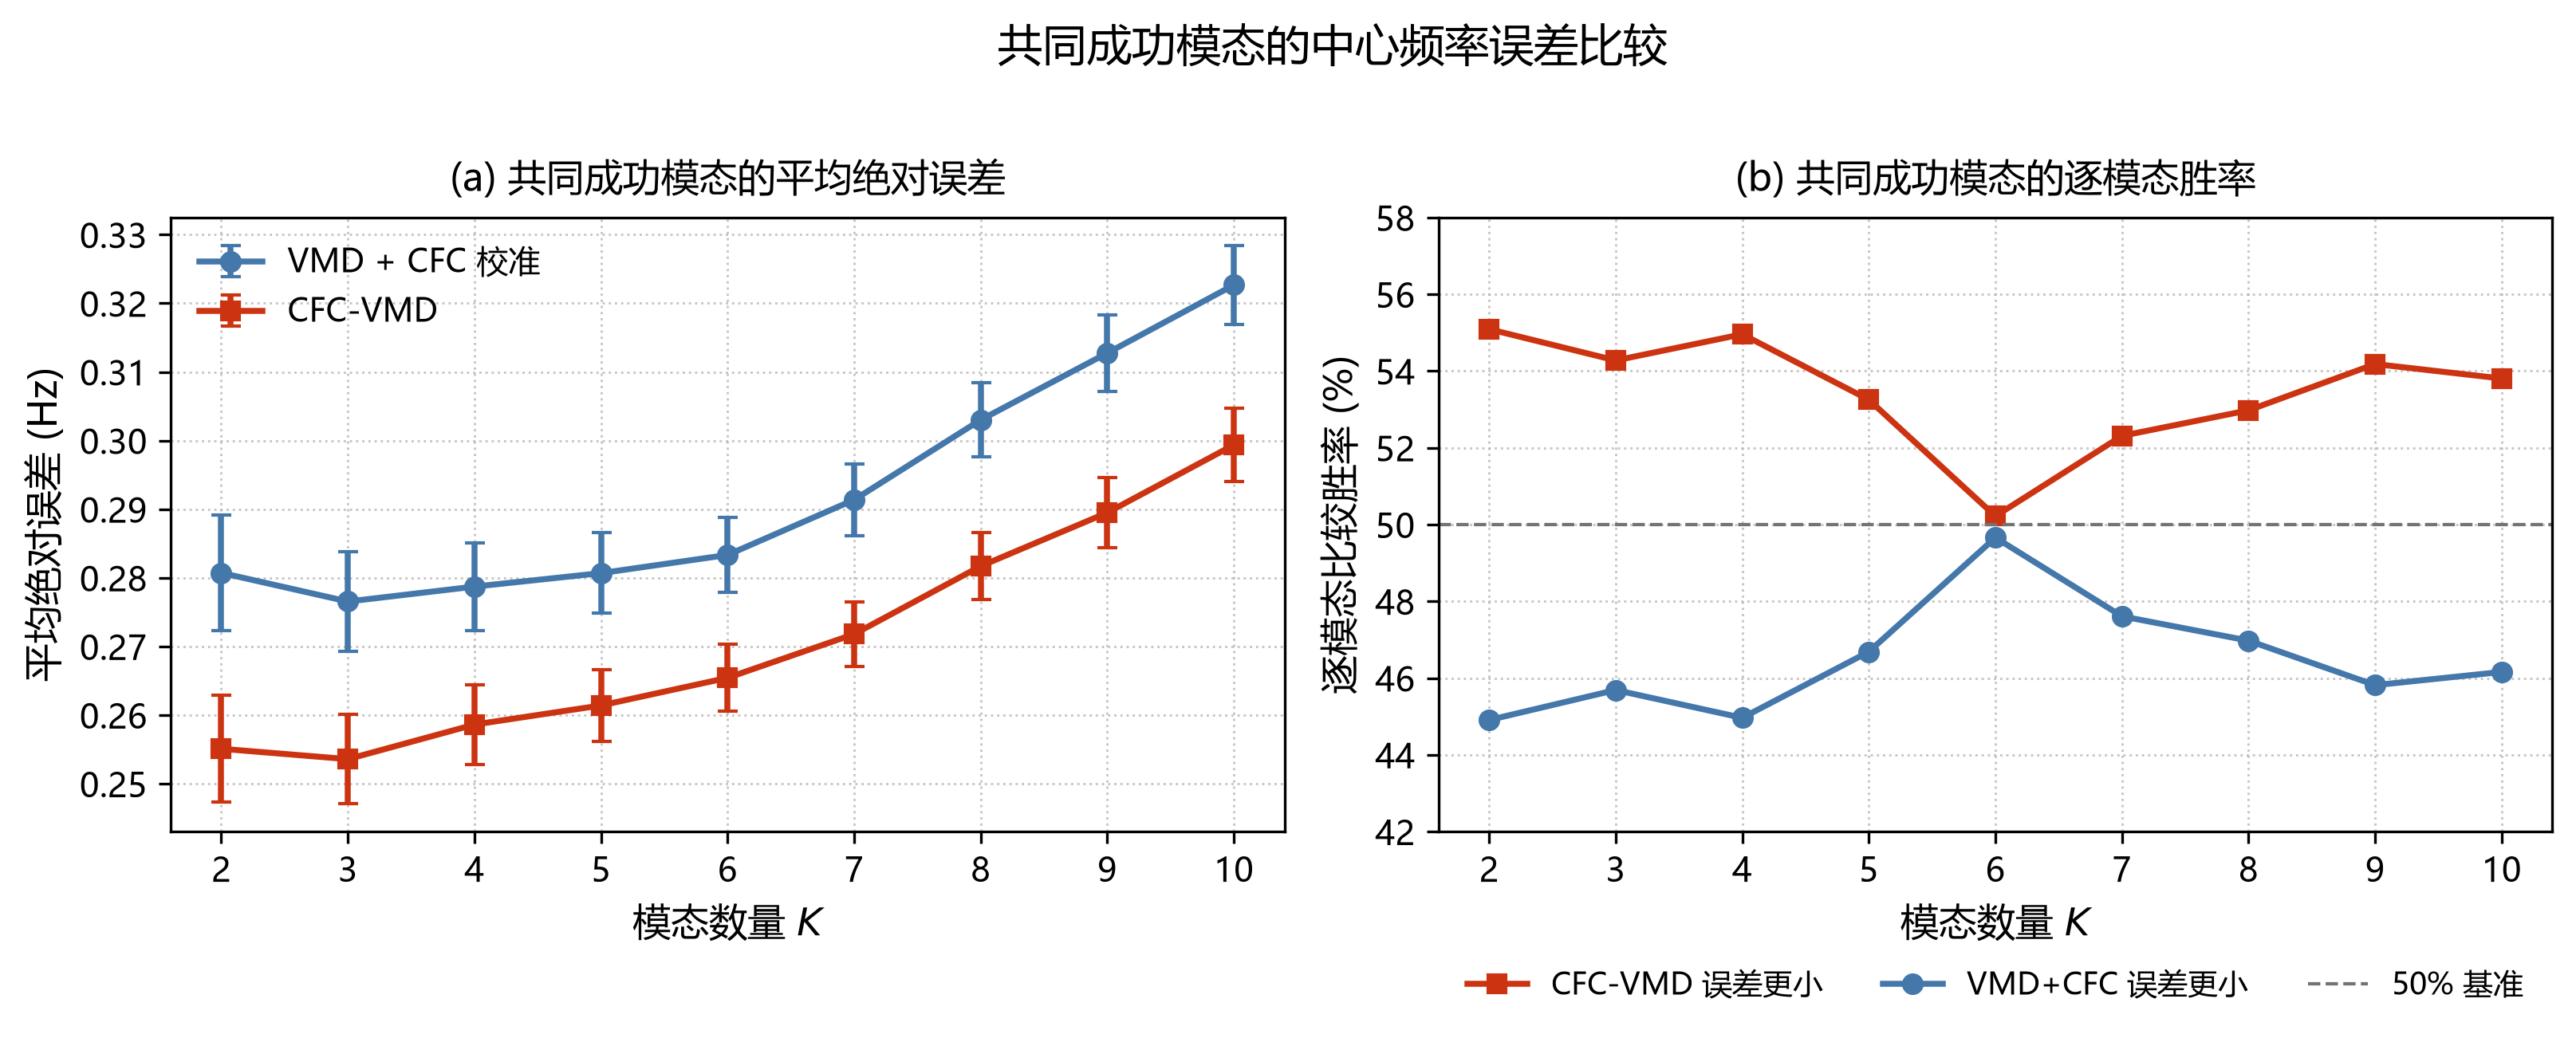 共同成功模态的中心频率误差比较
(a) 共同成功模态的平均绝对误差
VMD + CFC 校准
CFC-VMD
平均绝对误差 (Hz)
0.33
0.32
0.31
0.30
0.29
0.28
0.27
0.26
0.25
2 3 4 5 6 7 8 9 10
模态数量 K
(b) 共同成功模态的逐模态胜率
逐模态比较胜率 (%)
58
56
54
52
50
48
46
44
42
2 3 4 5 6 7 8 9 10
模态数量 K
CFC-VMD 误差更小 VMD+CFC 误差更小 50% 基准